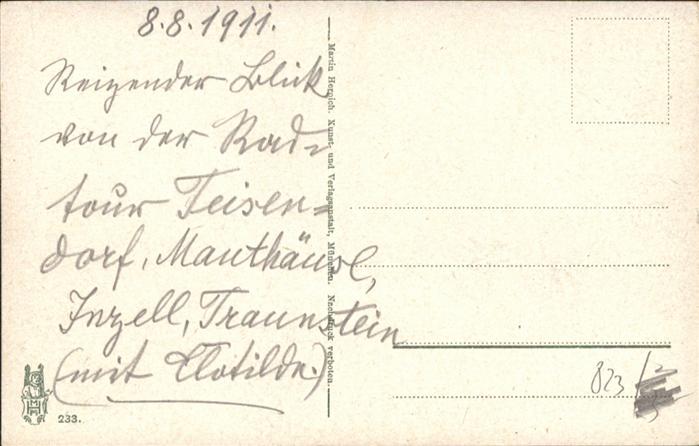 8.8.1911.
Reizender Blick
von der Rad-
tour Teisen=
dorf, Mauthäusl,
Inzell, Traunstein
(mit Clotilde.)
Martin Herpich, Kunst- und Verlagsanstalt, München. Nachdruck verboten.
233.
823